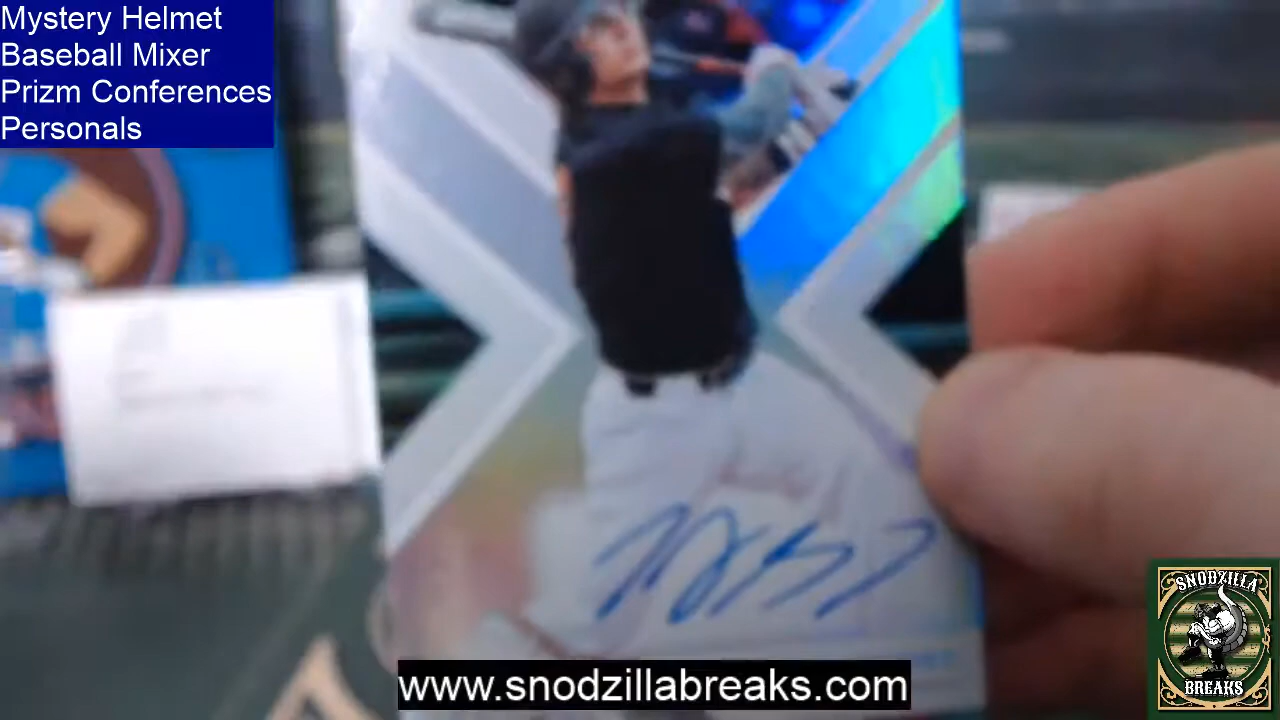 Mystery Helmet
Baseball Mixer
Prizm Conferences
Personals
www.snodzillabreaks.com
SNODZILLA
BREAKS